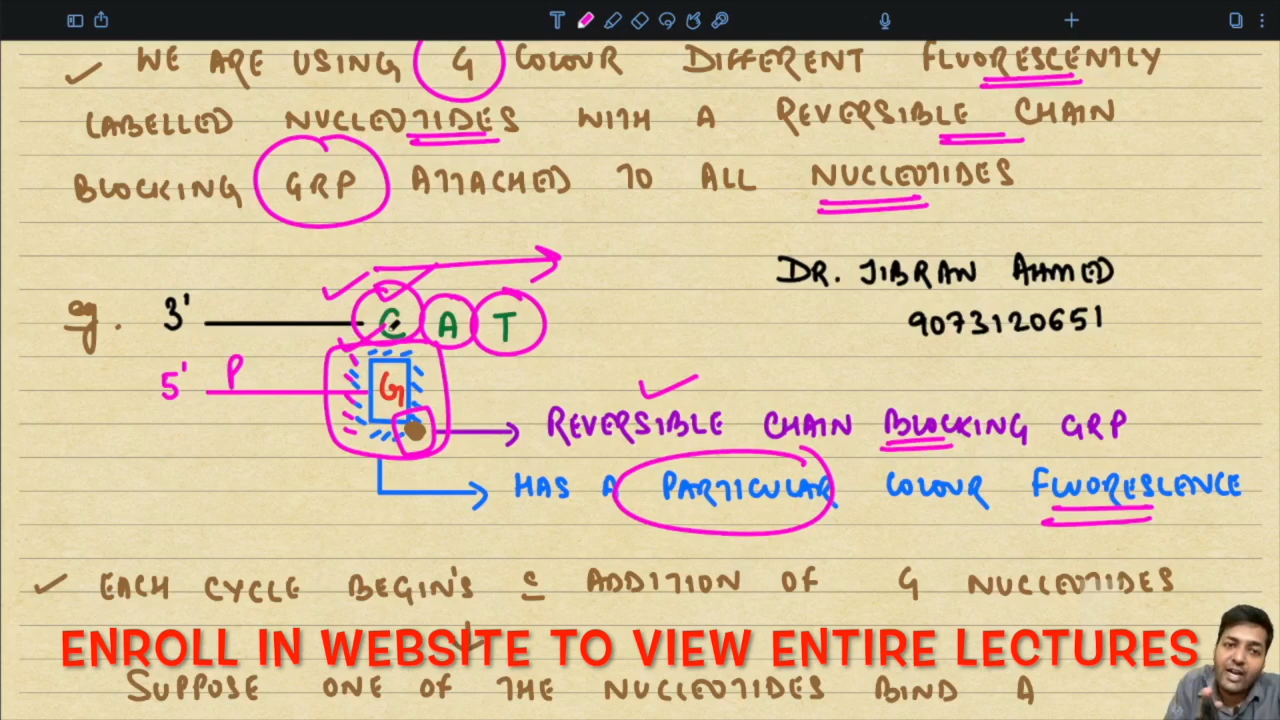 WE ARE USING 4 COLOUR DIFFERENT FLUORESCENTLY
LABELLED NUCLEOTIDES WITH A REVERSIBLE CHAIN
BLOCKING GRP ATTACHED TO ALL NUCLEOTIDES
DR. JIBRAN AHMED
9073120651
eg. 3' C A T
5' P G
REVERSIBLE CHAIN BLOCKING GRP
HAS A PARTICULAR COLOUR FLUORESLENCE
EACH CYCLE BEGIN'S c̄ ADDITION OF 4 NUCLEOTIDES
ENROLL IN WEBSITE TO VIEW ENTIRE LECTURES
SUPPOSE ONE OF THE NUCLEOTIDES BIND A